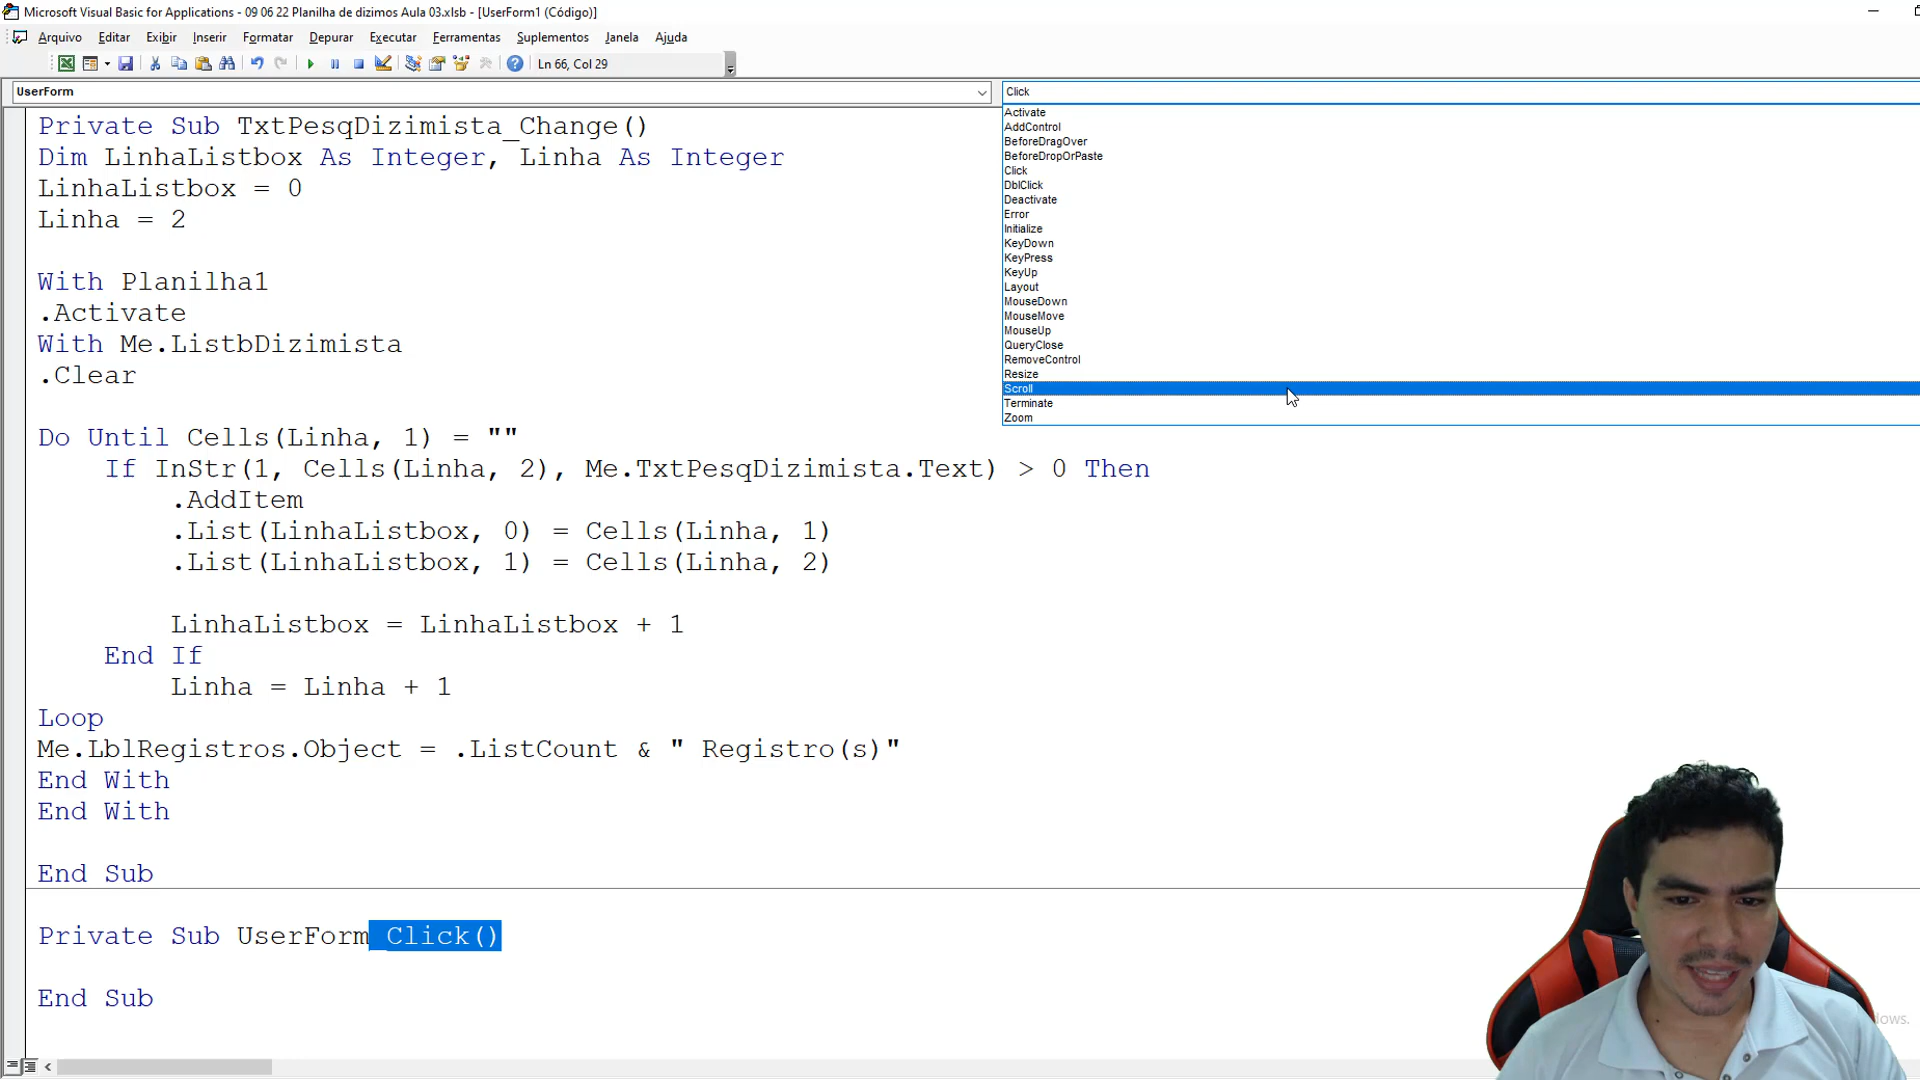 Microsoft Visual Basic for Applications - 09 06 22 Planilha de dizimos Aula 03.xlsb - [UserForm1 (Código)]
Arquivo Editar Exibir Inserir Formatar Depurar Executar Ferramentas Suplementos Janela Ajuda
Ln 66, Col 29
UserForm
Click
Activate
AddControl
BeforeDragOver
BeforeDropOrPaste
Click
DblClick
Deactivate
Error
Initialize
KeyDown
KeyPress
KeyUp
Layout
MouseDown
MouseMove
MouseUp
QueryClose
RemoveControl
Resize
Scroll
Terminate
Zoom
Private Sub TxtPesqDizimista_Change()
Dim LinhaListbox As Integer, Linha As Integer
LinhaListbox = 0
Linha = 2
With Planilha1
.Activate
With Me.ListbDizimista
.Clear
Do Until Cells(Linha, 1) = ""
If InStr(1, Cells(Linha, 2), Me.TxtPesqDizimista.Text) > 0 Then
.AddItem
.List(LinhaListbox, 0) = Cells(Linha, 1)
.List(LinhaListbox, 1) = Cells(Linha, 2)
LinhaListbox = LinhaListbox + 1
End If
Linha = Linha + 1
Loop
Me.LblRegistros.Object = .ListCount & " Registro(s)"
End With
End With
End Sub
Private Sub UserForm_Click()
End Sub